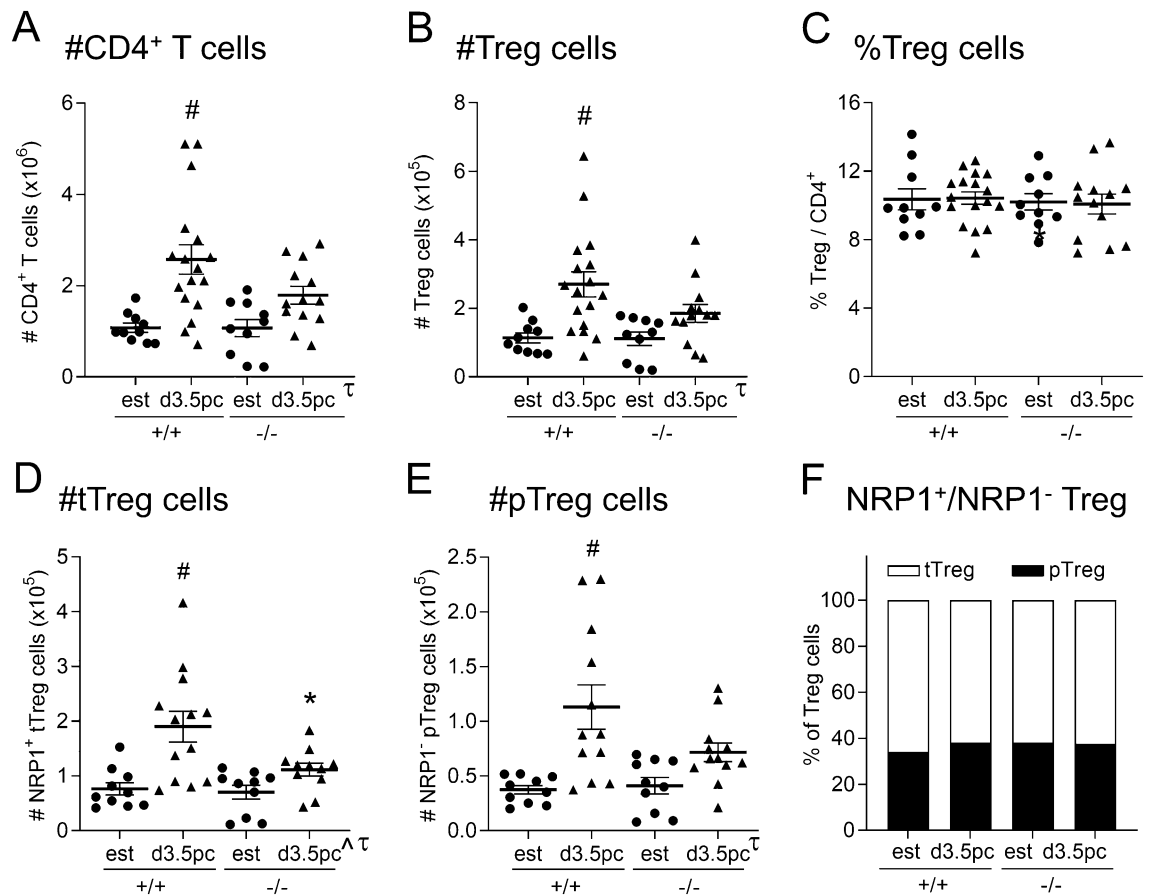 A #CD4⁺ T cells
# CD4⁺ T cells (x10⁶)
6
4
2
0
#
est d3.5pc est d3.5pc τ
+/+ -/-
B #Treg cells
# Treg cells (x10⁵)
8
6
4
2
0
#
est d3.5pc est d3.5pc τ
+/+ -/-
C %Treg cells
% Treg / CD4⁺
16
12
8
4
0
*
est d3.5pc est d3.5pc
+/+ -/-
D #tTreg cells
# NRP1⁺ tTreg cells (x10⁵)
5
4
3
2
1
0
#
*
est d3.5pc est d3.5pc ^ τ
+/+ -/-
E #pTreg cells
# NRP1⁻ pTreg cells (x10⁵)
2.5
2.0
1.5
1.0
0.5
0.0
#
est d3.5pc est d3.5pc τ
+/+ -/-
F NRP1⁺/NRP1⁻ Treg
tTreg pTreg
% of Treg cells
100
80
60
40
20
0
est d3.5pc est d3.5pc
+/+ -/-